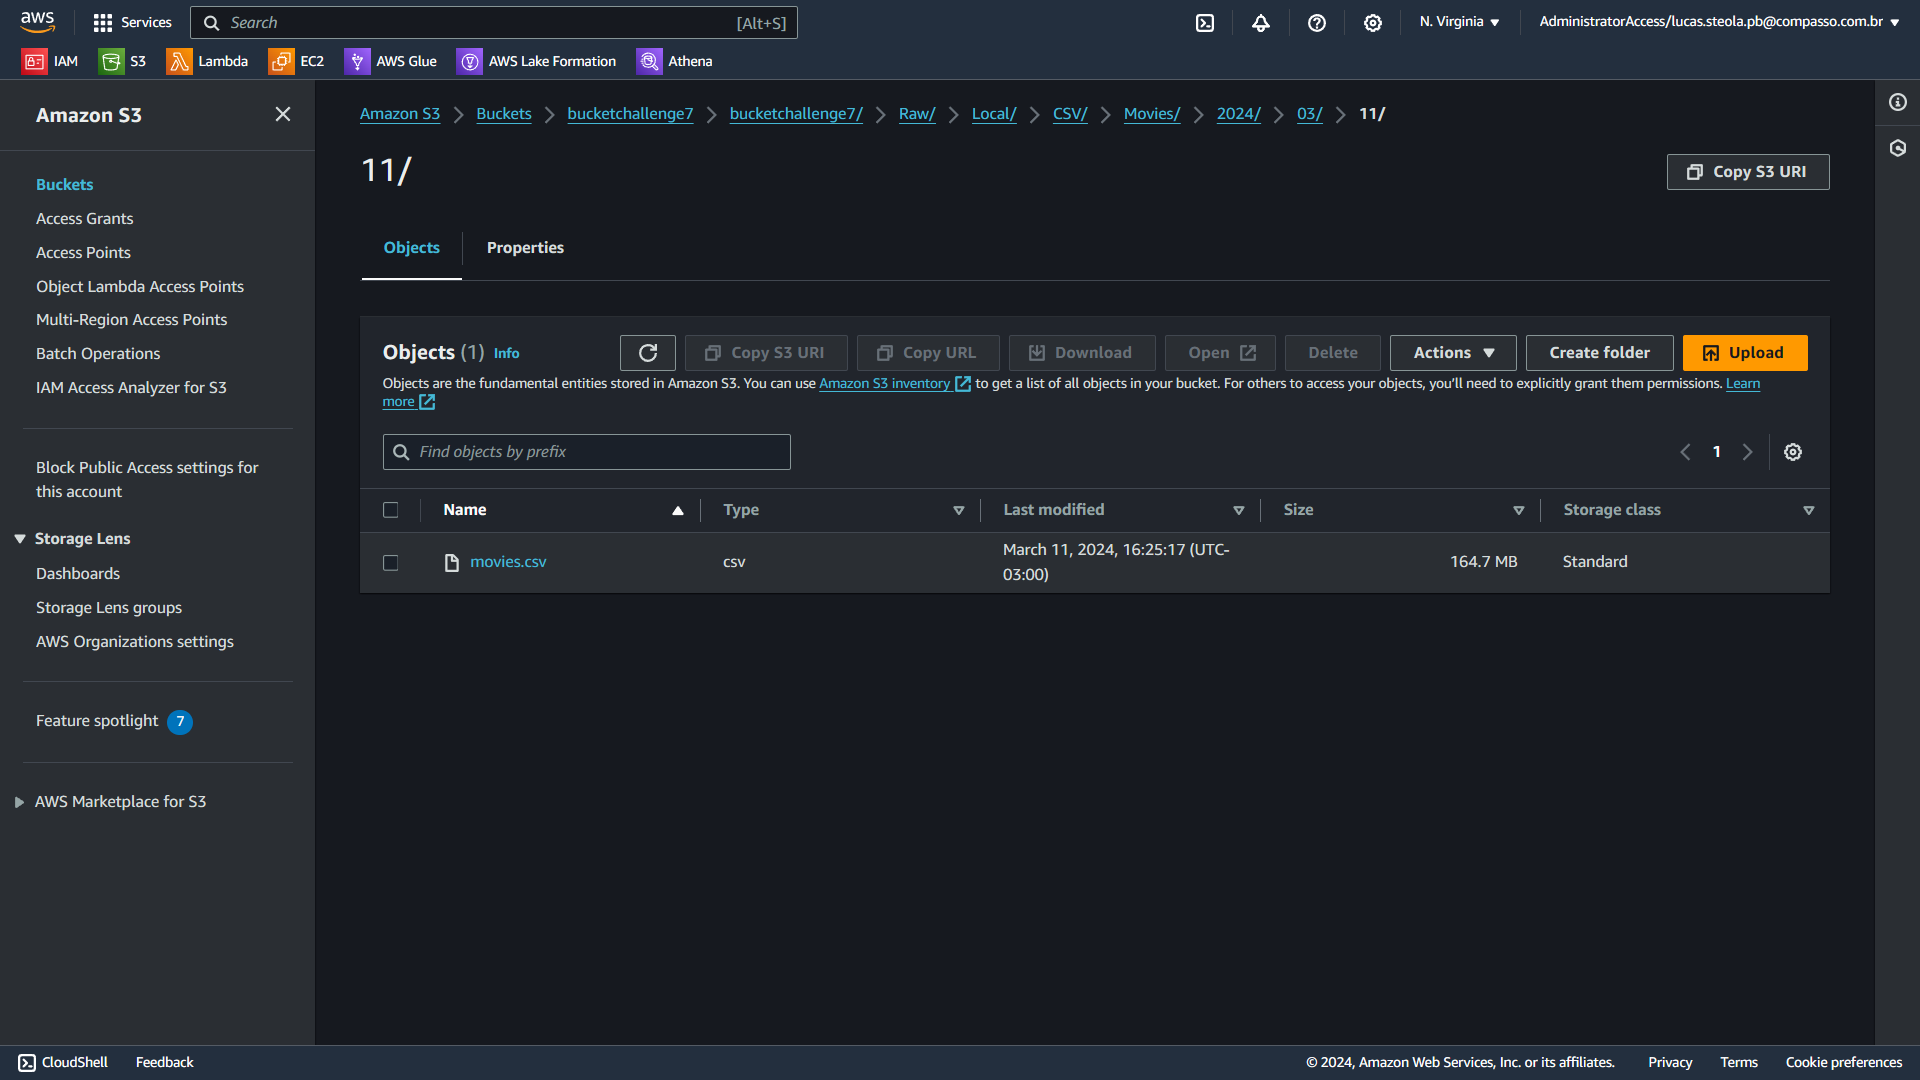 aws
Services
Search
[Alt+S]
N. Virginia
AdministratorAccess/lucas.steola.pb@compasso.com.br
IAM
S3
Lambda
EC2
AWS Glue
AWS Lake Formation
Athena
Amazon S3
Buckets
Access Grants
Access Points
Object Lambda Access Points
Multi-Region Access Points
Batch Operations
IAM Access Analyzer for S3
Block Public Access settings for
this account
Storage Lens
Dashboards
Storage Lens groups
AWS Organizations settings
Feature spotlight 7
AWS Marketplace for S3
Amazon S3 > Buckets > bucketchallenge7 > bucketchallenge7/ > Raw/ > Local/ > CSV/ > Movies/ > 2024/ > 03/ > 11/
11/
Copy S3 URI
Objects
Properties
Objects (1) Info
Copy S3 URI
Copy URL
Download
Open
Delete
Actions
Create folder
Upload
Objects are the fundamental entities stored in Amazon S3. You can use Amazon S3 inventory to get a list of all objects in your bucket. For others to access your objects, you'll need to explicitly grant them permissions. Learn
more
Find objects by prefix
1
Name
Type
Last modified
Size
Storage class
movies.csv
csv
March 11, 2024, 16:25:17 (UTC-
03:00)
164.7 MB
Standard
CloudShell
Feedback
© 2024, Amazon Web Services, Inc. or its affiliates.
Privacy
Terms
Cookie preferences